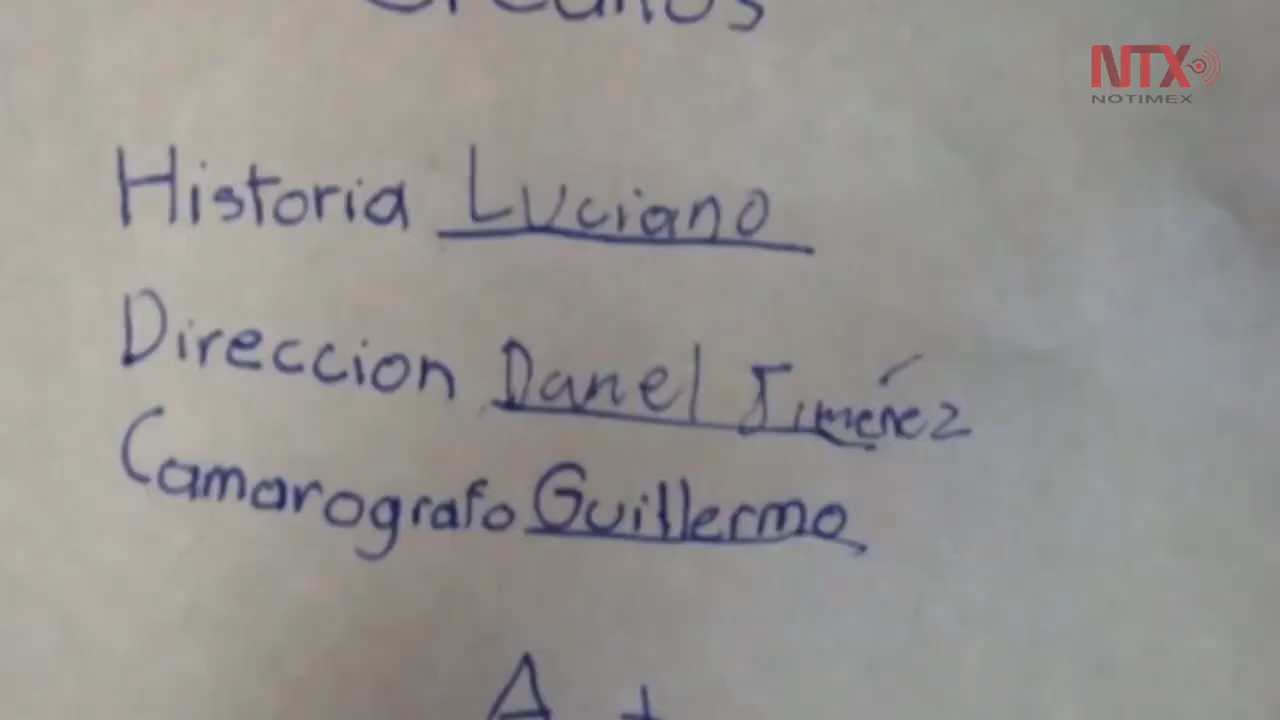 NTX
NOTIMEX
Historia Luciano
Direccion Danel Jiménez
Camarografo Guillermo